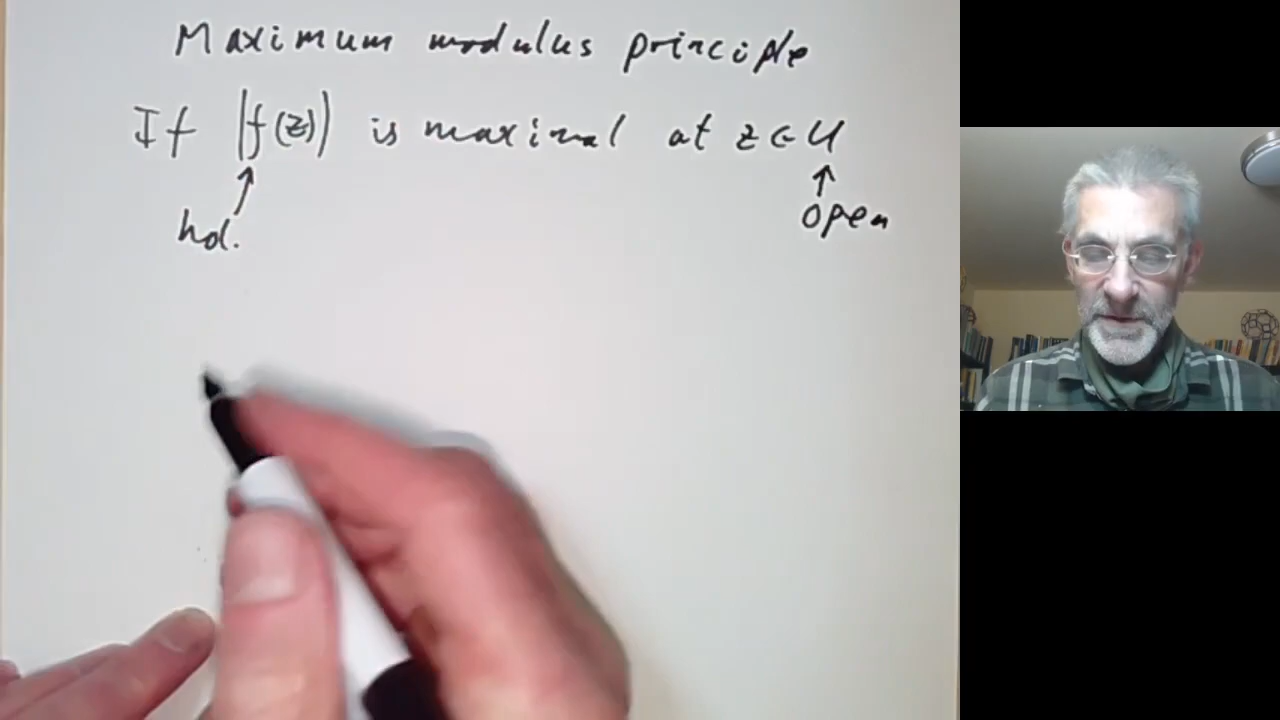 Maximum modulus principle
If |f(z)| is maximal at z ∈ U
↑ ↑
hol. open